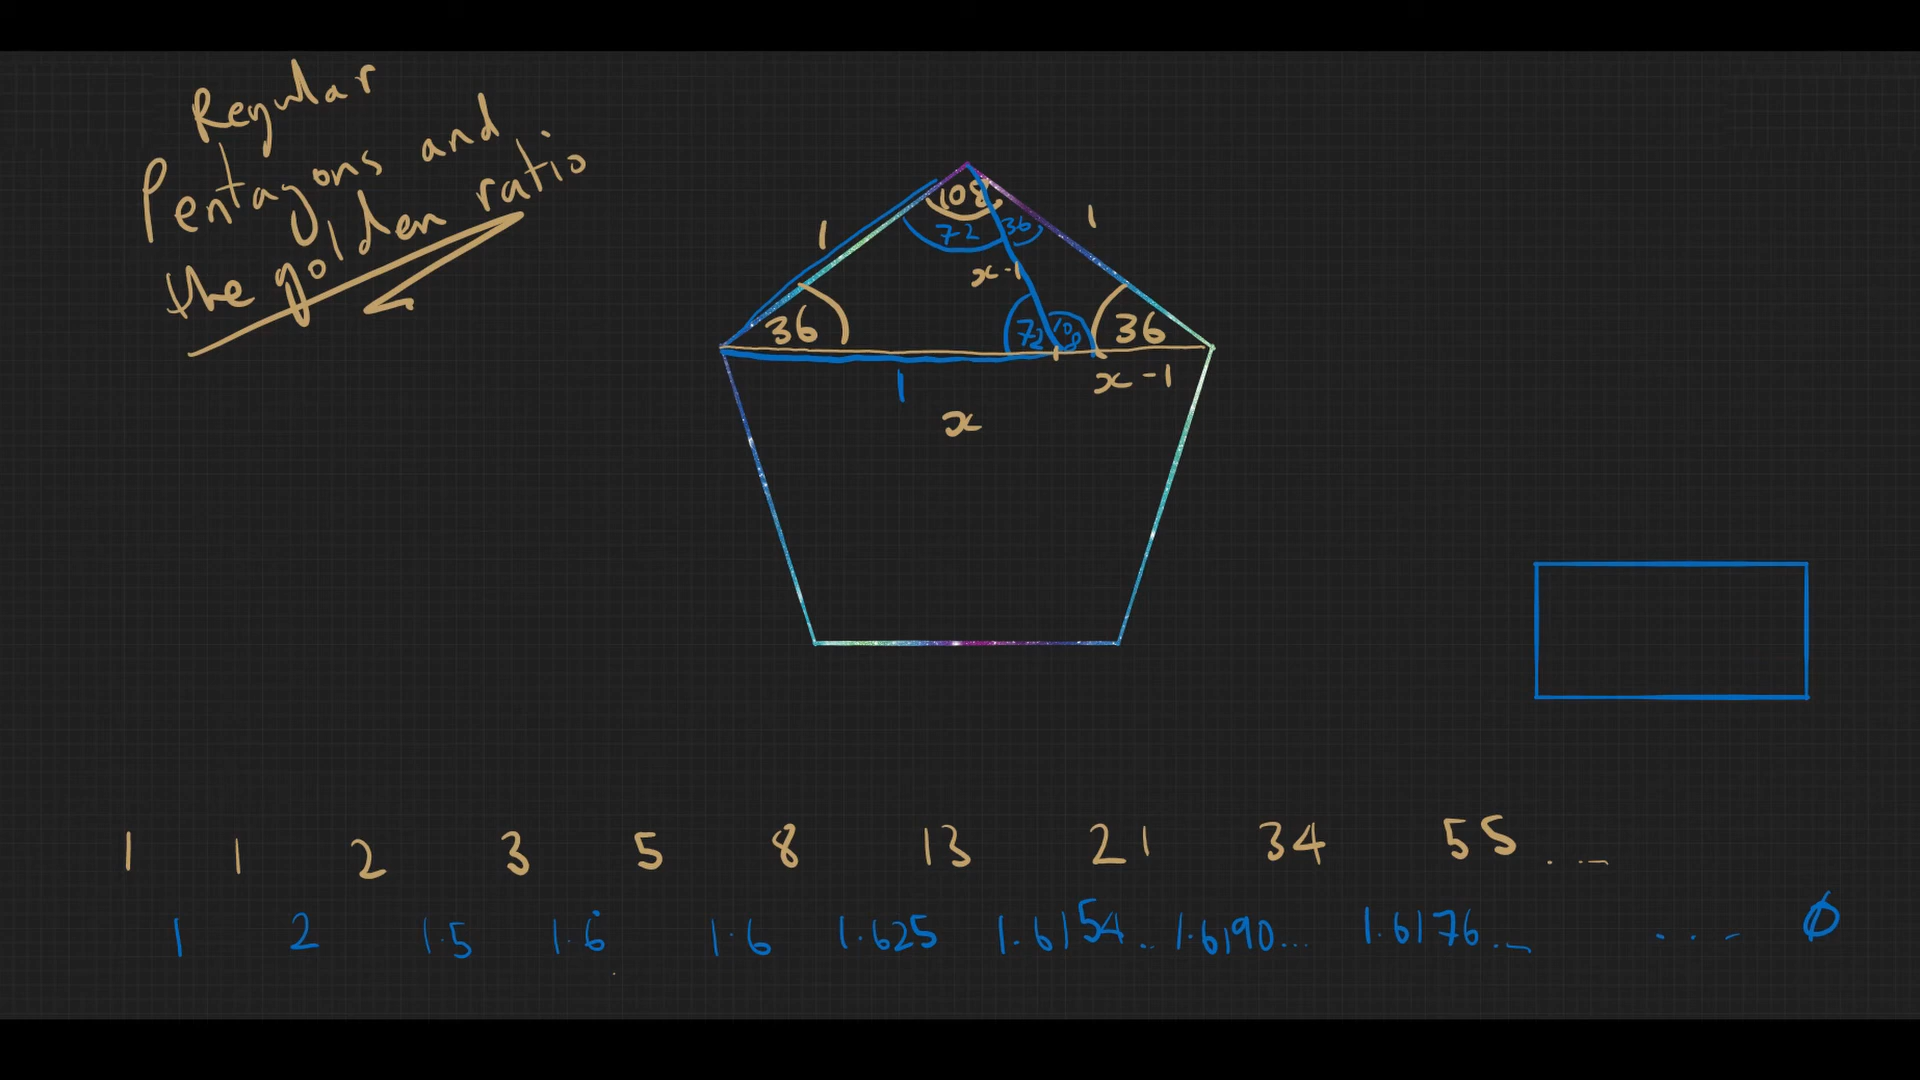 Regular
Pentagons and
the golden ratio
108
1
1
72
36
x-1
36
72
108
36
1
x-1
x
1 1 2 3 5 8 13 21 34 55 ...
1 2 1.5 1.6̇ 1.6 1.625 1.6154.. 1.6190... 1.6176... ... Ø